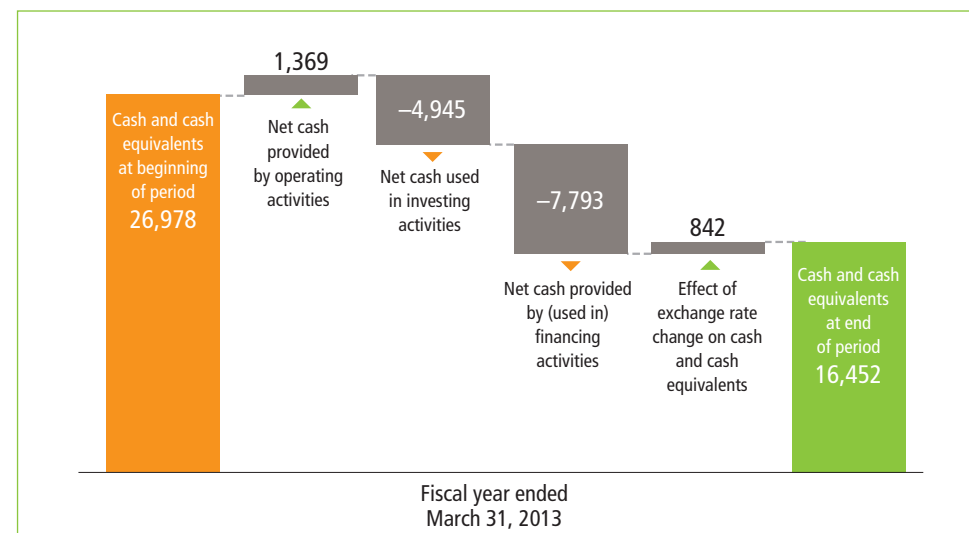 Cash and cash
equivalents
at beginning
of period
26,978
1,369
Net cash
provided
by operating
activities
–4,945
Net cash used
in investing
activities
–7,793
Net cash provided
by (used in)
financing
activities
842
Effect of
exchange rate
change on cash
and cash
equivalents
Cash and cash
equivalents
at end
of period
16,452
Fiscal year ended
March 31, 2013